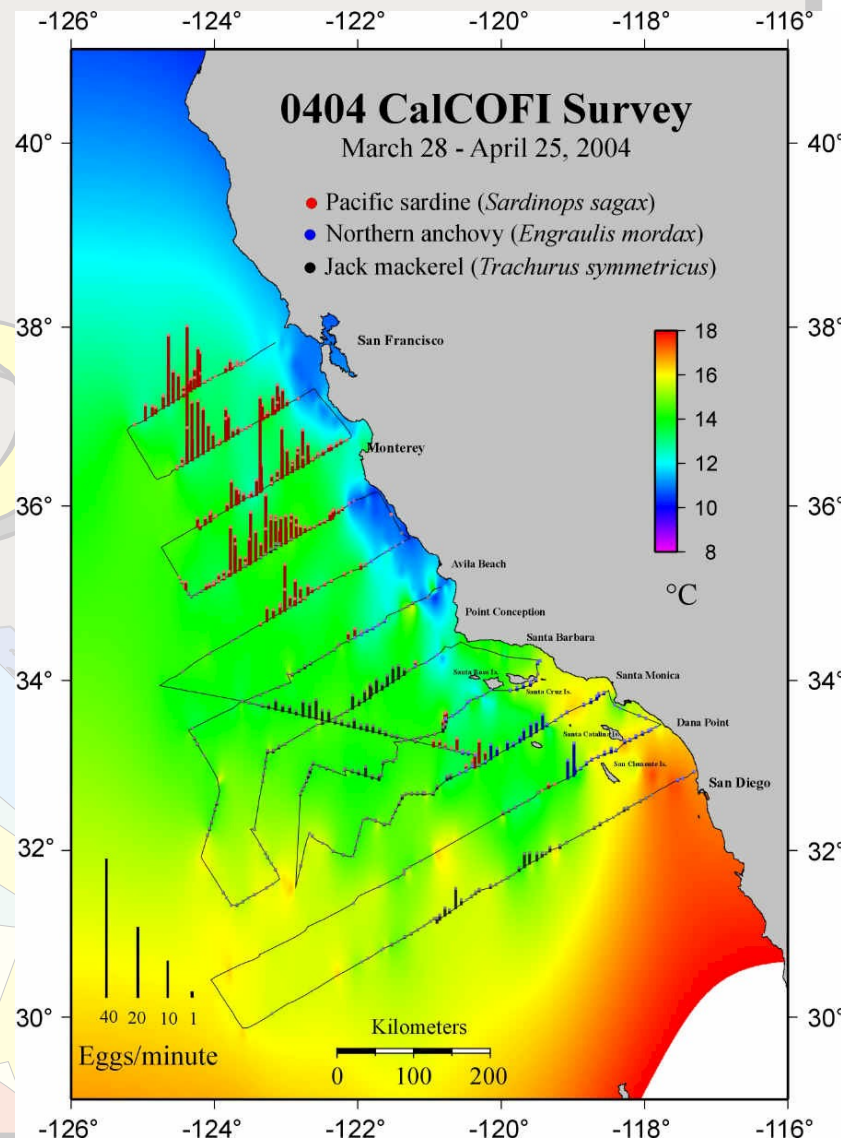 -126° -124° -122° -120° -118° -116°
0404 CalCOFI Survey
March 28 - April 25, 2004
Pacific sardine (Sardinops sagax)
Northern anchovy (Engraulis mordax)
Jack mackerel (Trachurus symmetricus)
40° 40°
38° 38°
36° 36°
34° 34°
32° 32°
30° 30°
18
16
14
12
10
8
°C
San Francisco
Monterey
Avila Beach
Point Conception
Santa Barbara
Santa Rosa Is.
Santa Cruz Is.
Santa Monica
Santa Catalina Is.
Dana Point
San Clemente Is.
San Diego
40 20 10 1
Eggs/minute
Kilometers
0 100 200
-126° -124° -122° -120° -118° -116°